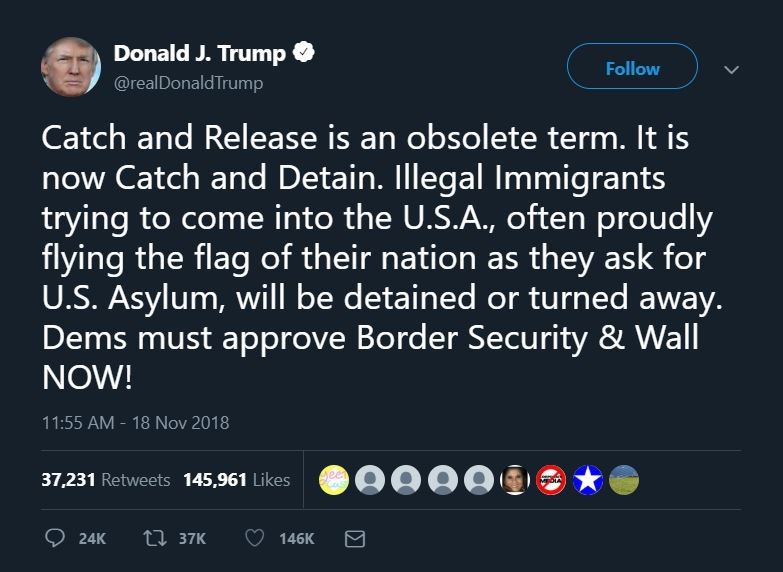 Donald J. Trump
@realDonaldTrump
Follow
Catch and Release is an obsolete term. It is
now Catch and Detain. Illegal Immigrants
trying to come into the U.S.A., often proudly
flying the flag of their nation as they ask for
U.S. Asylum, will be detained or turned away.
Dems must approve Border Security & Wall
NOW!
11:55 AM - 18 Nov 2018
37,231 Retweets 145,961 Likes
MEDIA
24K 37K 146K